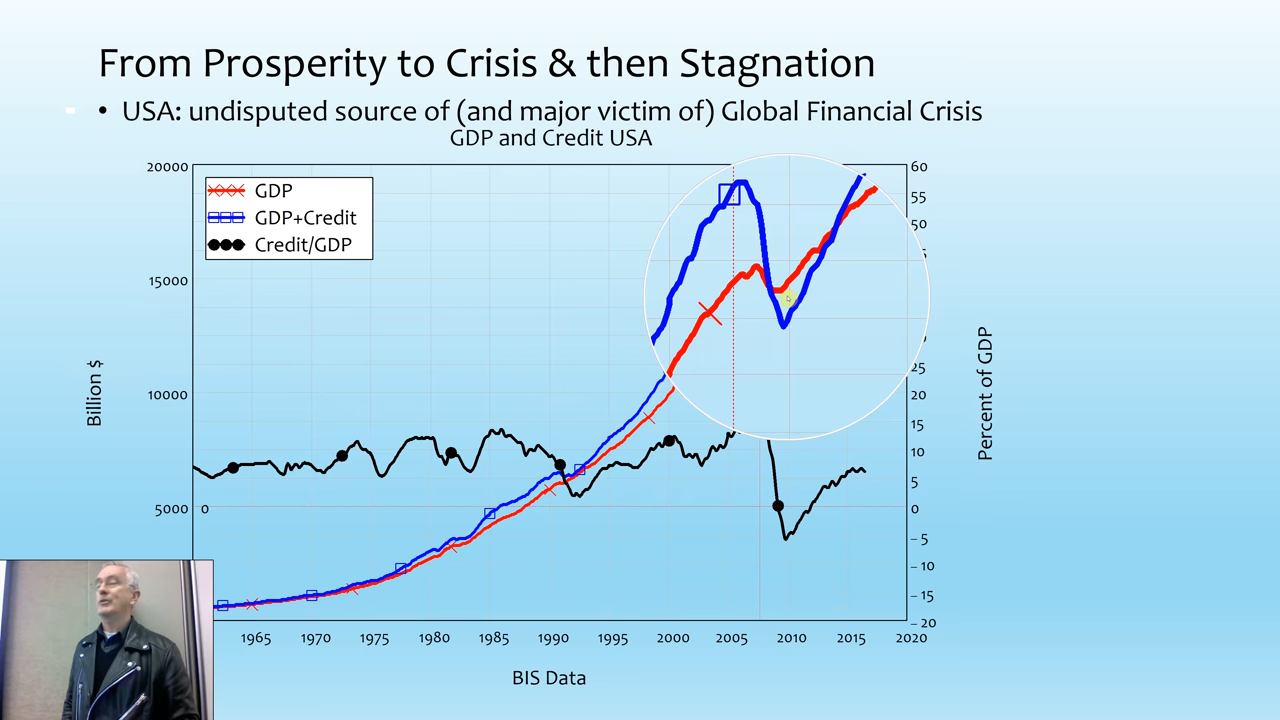 From Prosperity to Crisis & then Stagnation
• USA: undisputed source of (and major victim of) Global Financial Crisis
GDP and Credit USA
GDP
GDP+Credit
Credit/GDP
Billion $
20000
15000
10000
5000
0
60
55
50
25
20
15
10
5
0
– 5
– 10
– 15
– 20
Percent of GDP
1965 1970 1975 1980 1985 1990 1995 2000 2005 2010 2015 2020
BIS Data